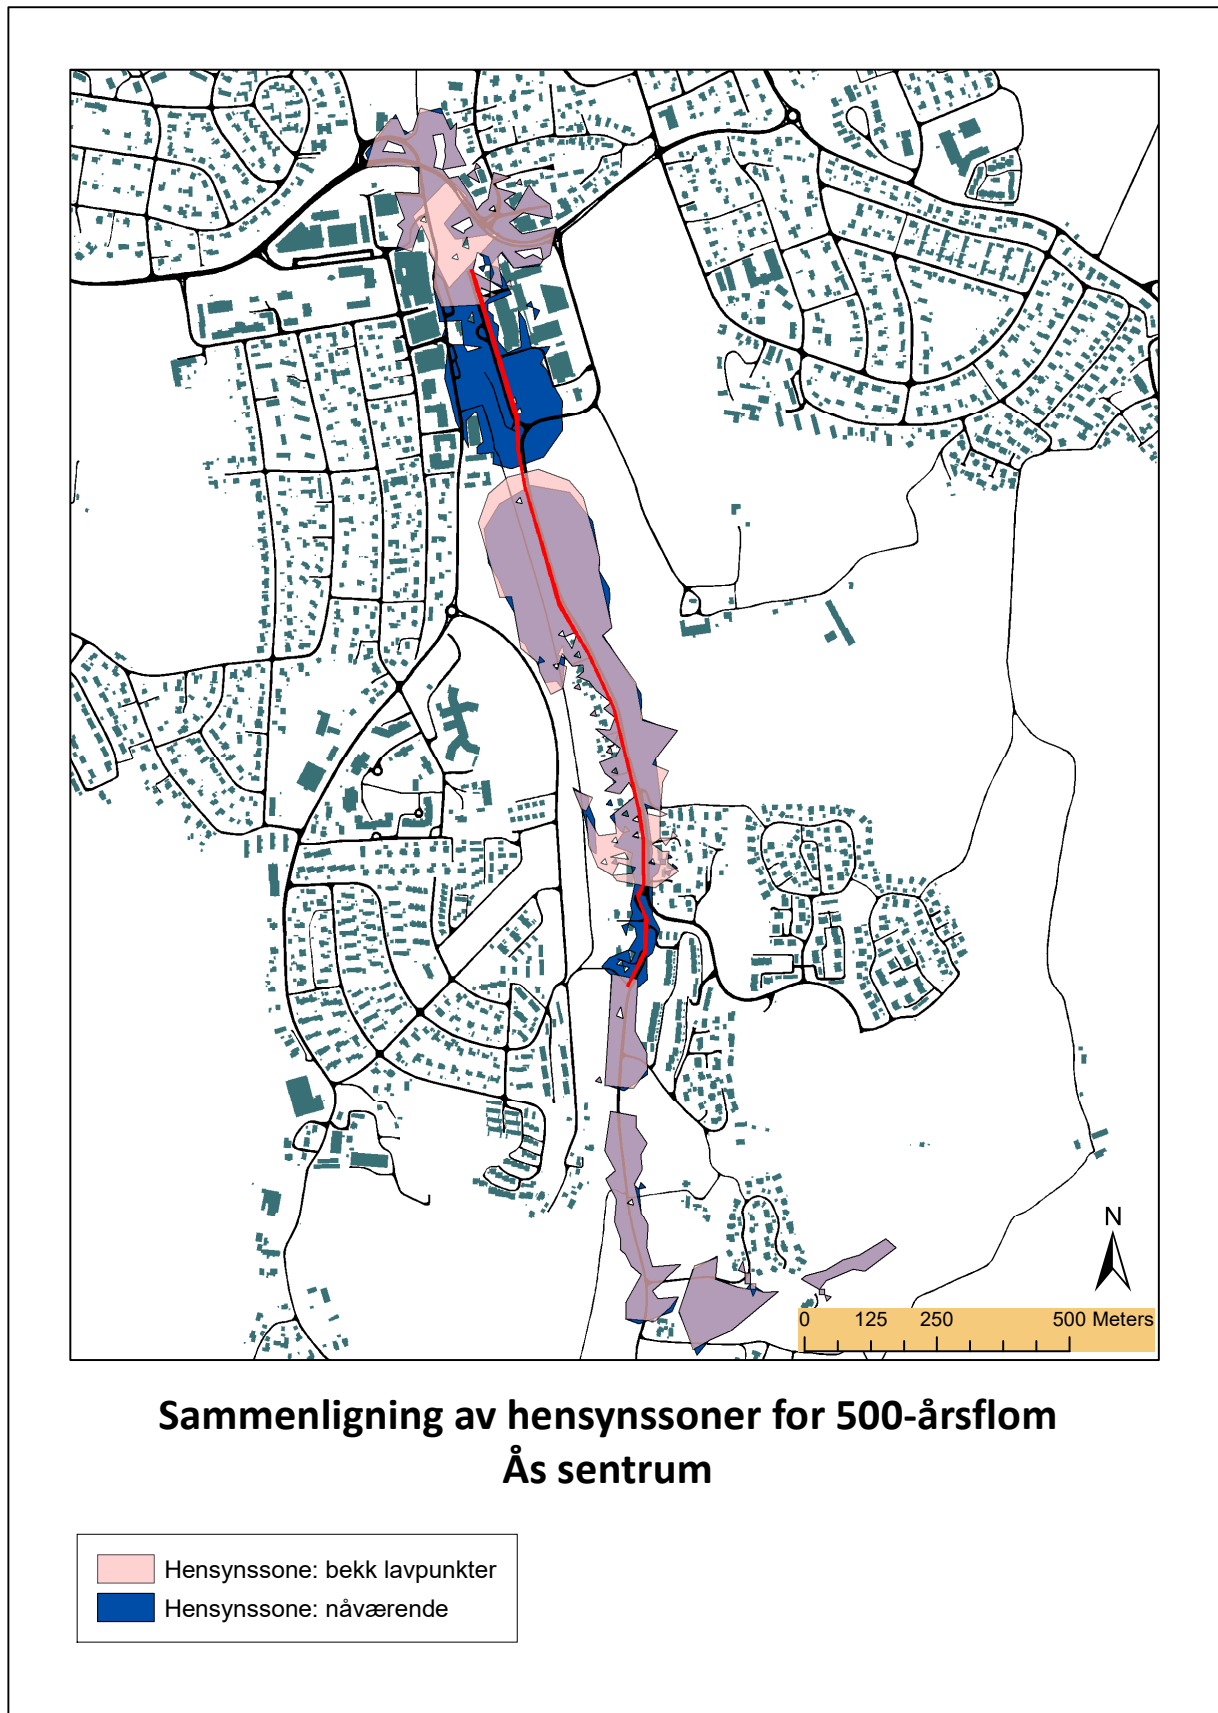 N
0 125 250 500 Meters
Sammenligning av hensynssoner for 500-årsflom
Ås sentrum
Hensynssone: bekk lavpunkter
Hensynssone: nåværende